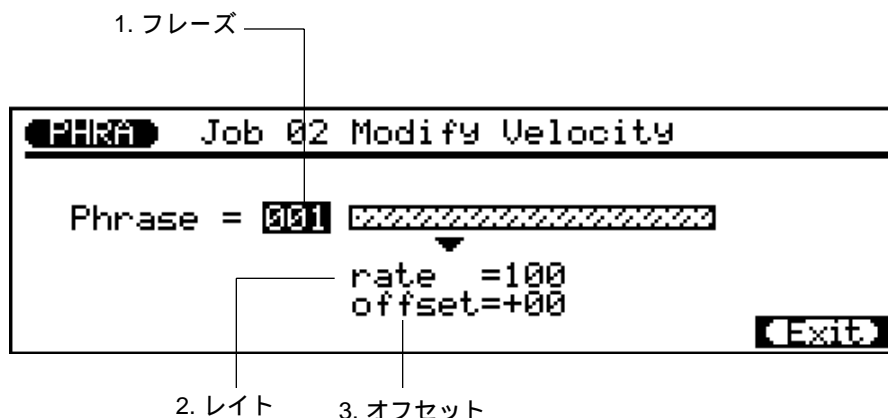 1. フレーズ
PHRA Job 02 Modify Velocity
Phrase = 001
rate =100
offset=+00
Exit
2. レイト 3. オフセット